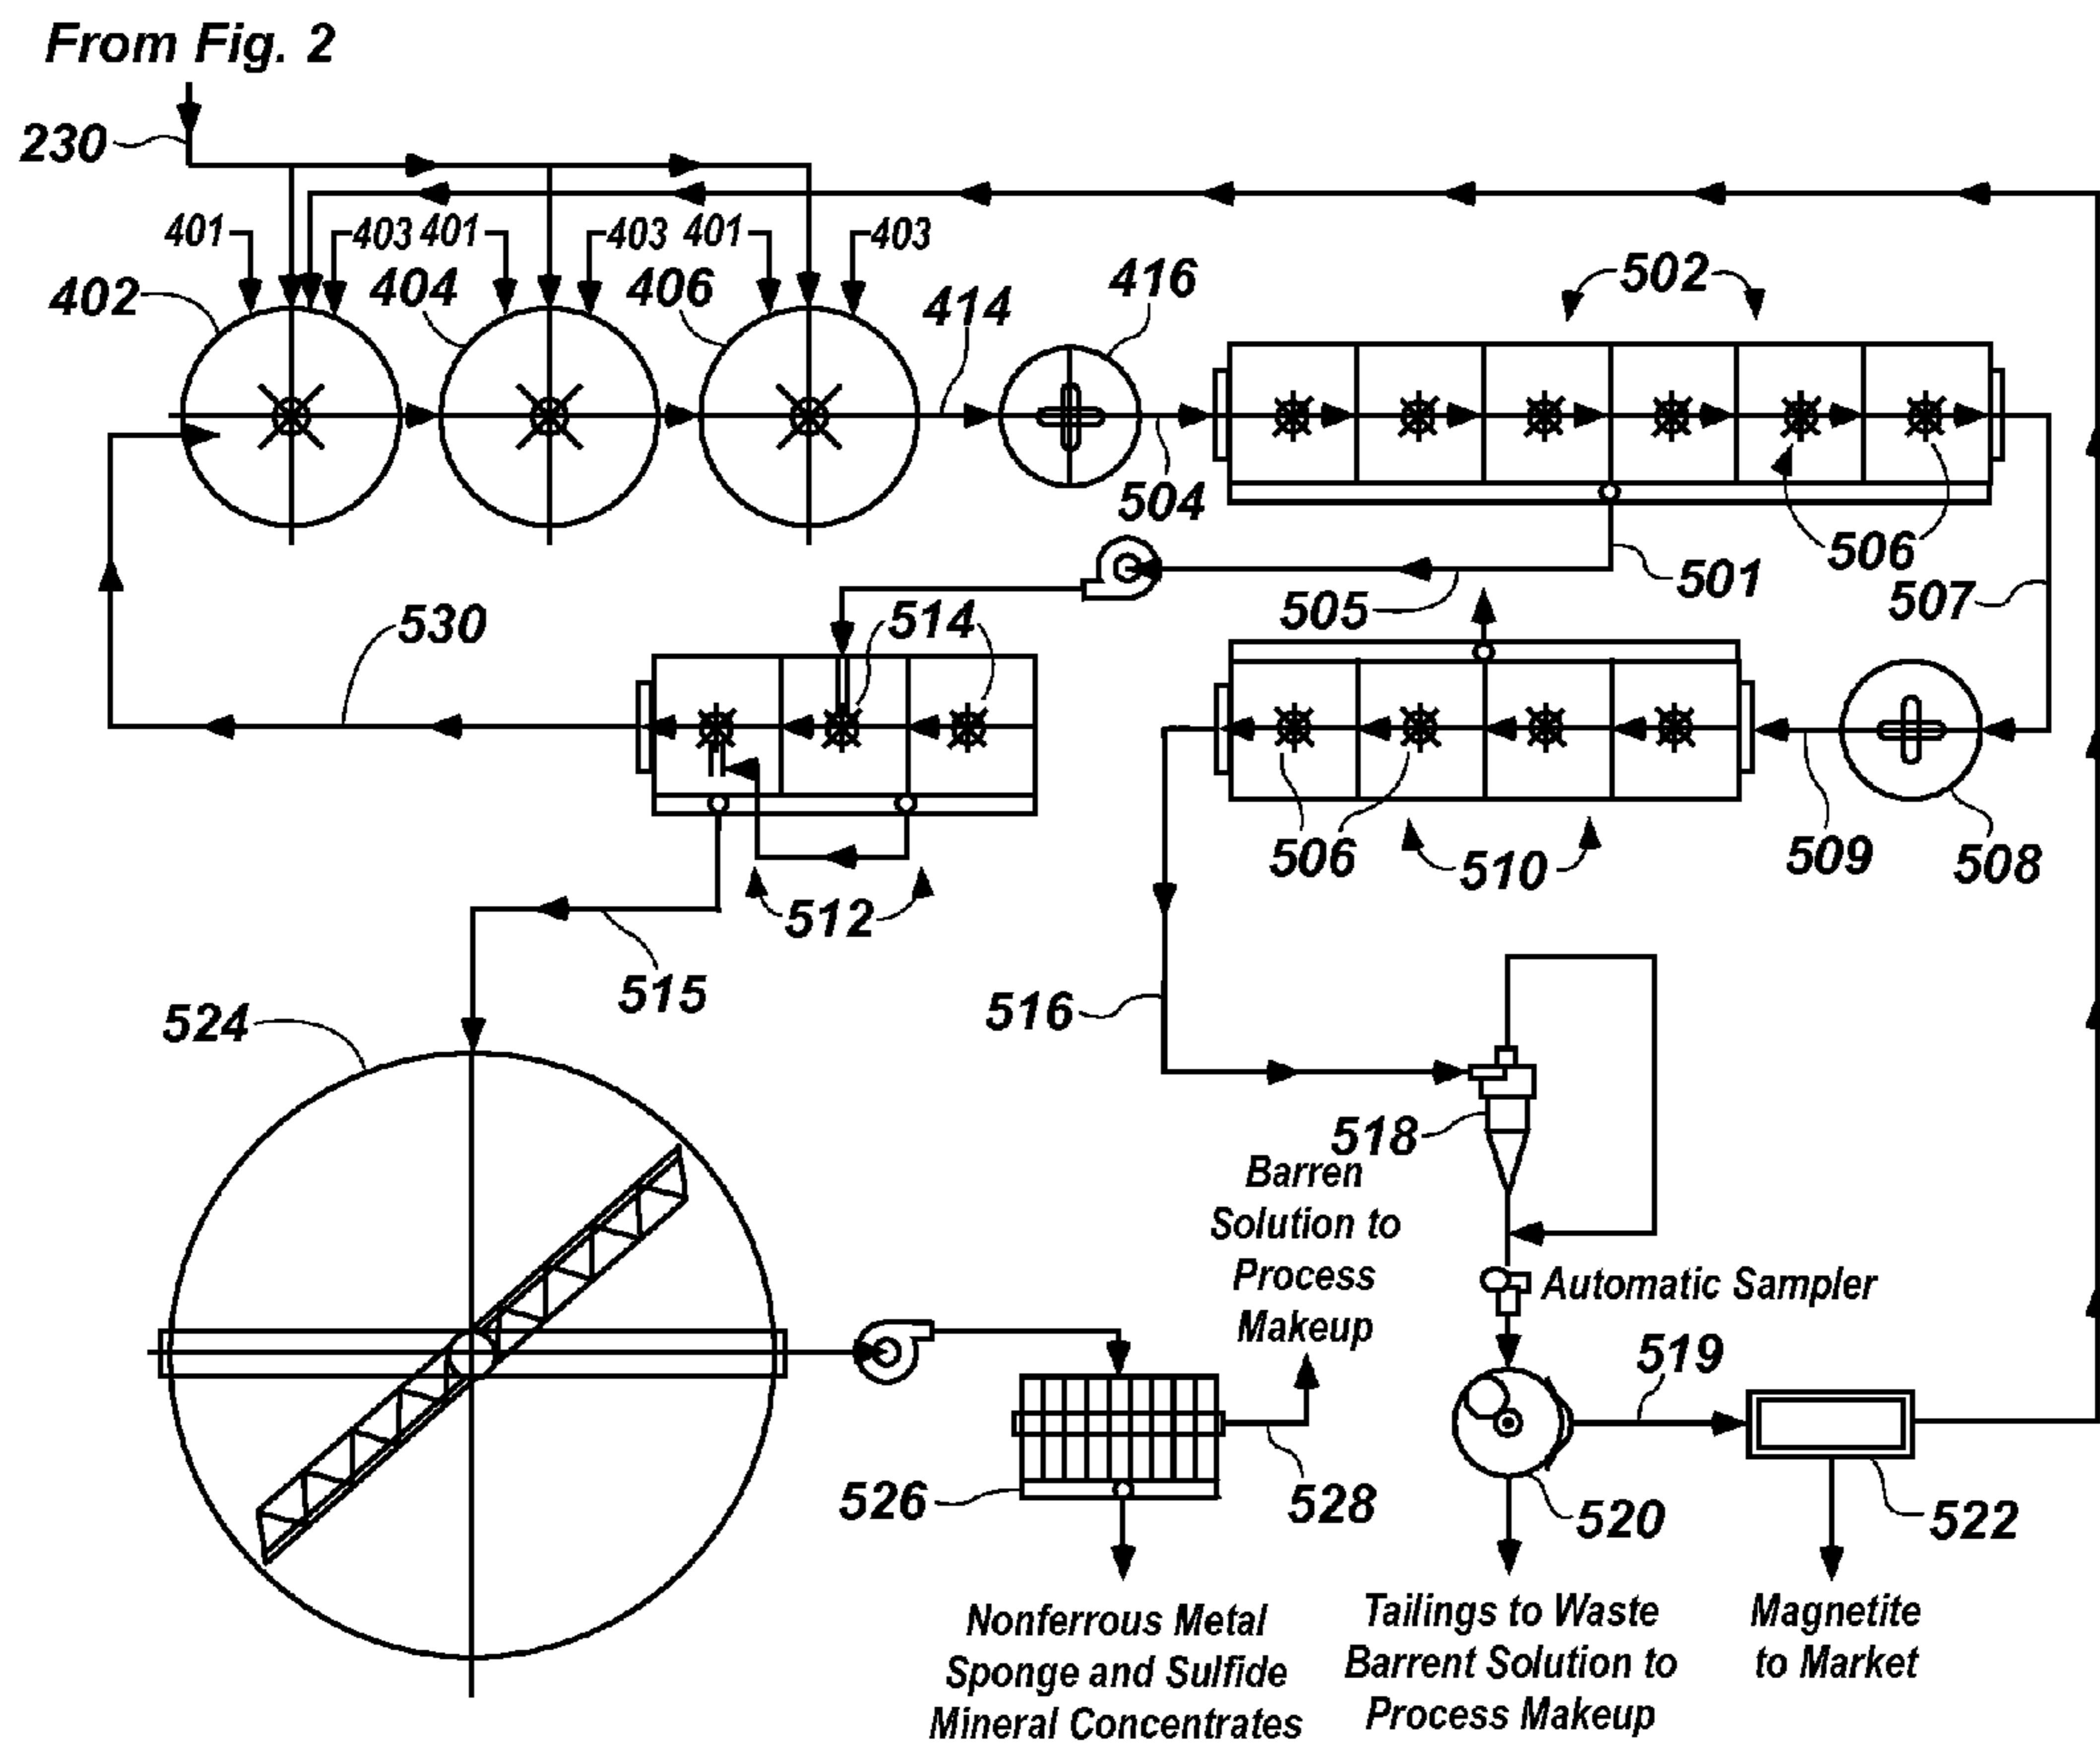 From Fig. 2
230
401
403
401
403
401
403
402
404
406
414
416
502
504
506
501
505
507
530
514
506
510
509
508
512
515
516
524
518
Barren
Solution to
Process
Makeup
Automatic Sampler
519
526
528
520
522
Nonferrous Metal
Sponge and Sulfide
Mineral Concentrates
Tailings to Waste
Barrent Solution to
Process Makeup
Magnetite
to Market